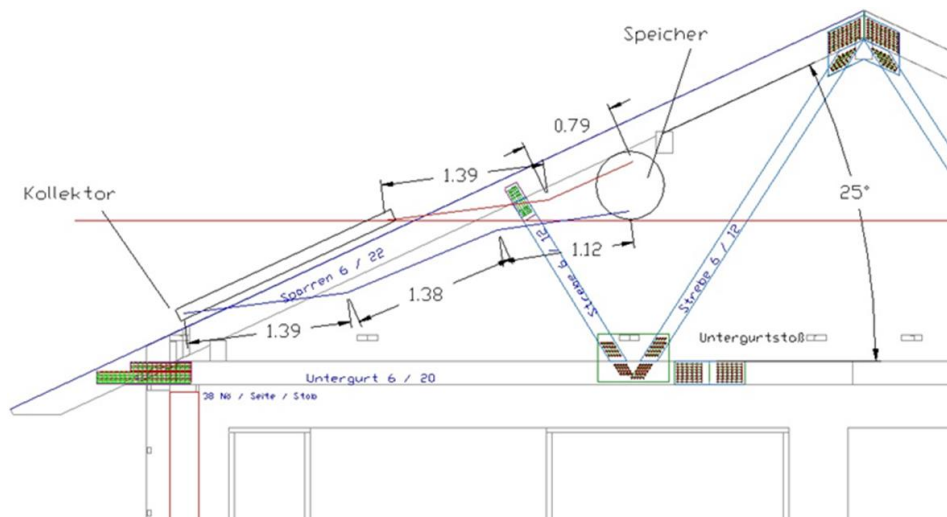 Speicher
0.79
1.39
Kollektor
25°
Sparren 6 / 22
Strebe 6 / 12
1.12
Strebe 6 / 12
1.38
1.39
Untergurtstoß
Untergurt 6 / 20
38 Nä / Seite / Stoß